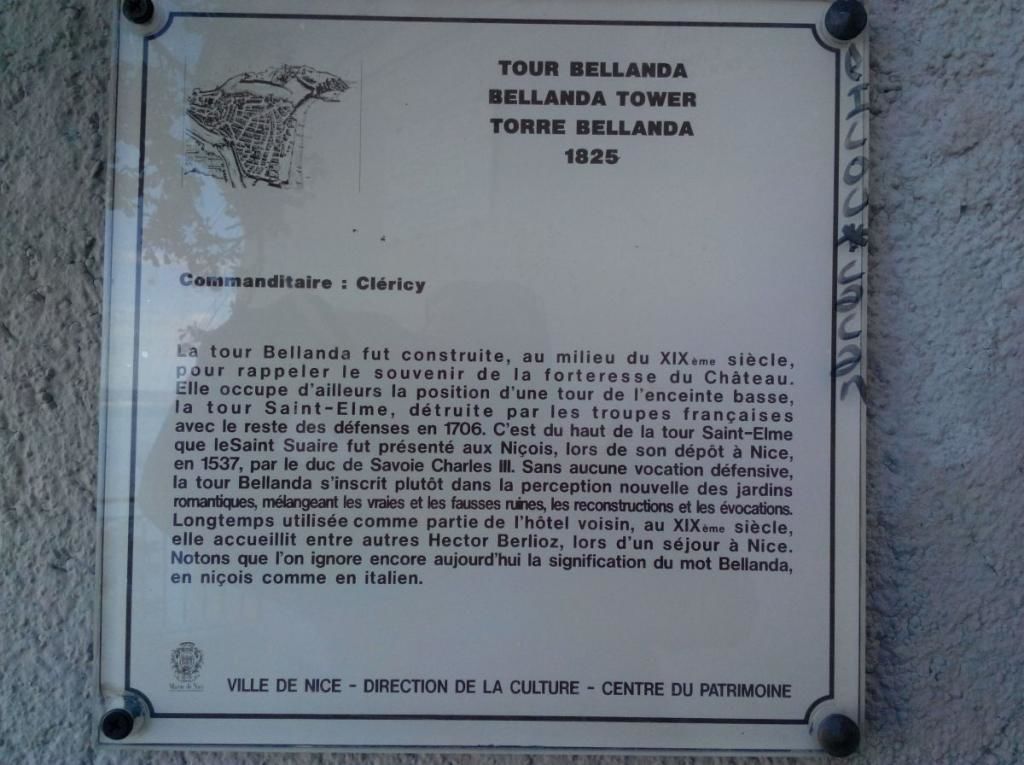 TOUR BELLANDA
BELLANDA TOWER
TORRE BELLANDA
1825
Commanditaire : Cléricy
La tour Bellanda fut construite, au milieu du XIXème siècle,
pour rappeler le souvenir de la forteresse du Château.
Elle occupe d'ailleurs la position d'une tour de l'enceinte basse,
la tour Saint-Elme, détruite par les troupes françaises
avec le reste des défenses en 1706. C'est du haut de la tour Saint-Elme
que leSaint Suaire fut présenté aux Niçois, lors de son dépôt à Nice,
en 1537, par le duc de Savoie Charles III. Sans aucune vocation défensive,
la tour Bellanda s'inscrit plutôt dans la perception nouvelle des jardins
romantiques, mélangeant les vraies et les fausses ruines, les reconstructions et les évocations.
Longtemps utilisée comme partie de l'hôtel voisin, au XIXème siècle,
elle accueillit entre autres Hector Berlioz, lors d'un séjour à Nice.
Notons que l'on ignore encore aujourd'hui la signification du mot Bellanda,
en niçois comme en italien.
Mairie de Nice
VILLE DE NICE - DIRECTION DE LA CULTURE - CENTRE DU PATRIMOINE